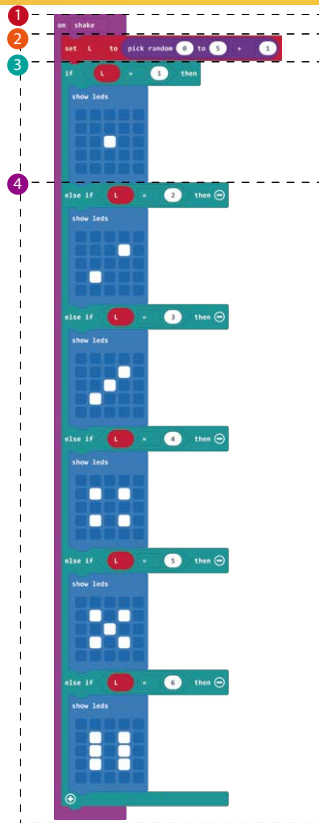 1
on shake
2
set L to pick random 0 to 5 + 1
3
if L = 1 then
show leds
4
else if L = 2 then
show leds
else if L = 3 then
show leds
else if L = 4 then
show leds
else if L = 5 then
show leds
else if L = 6 then
show leds